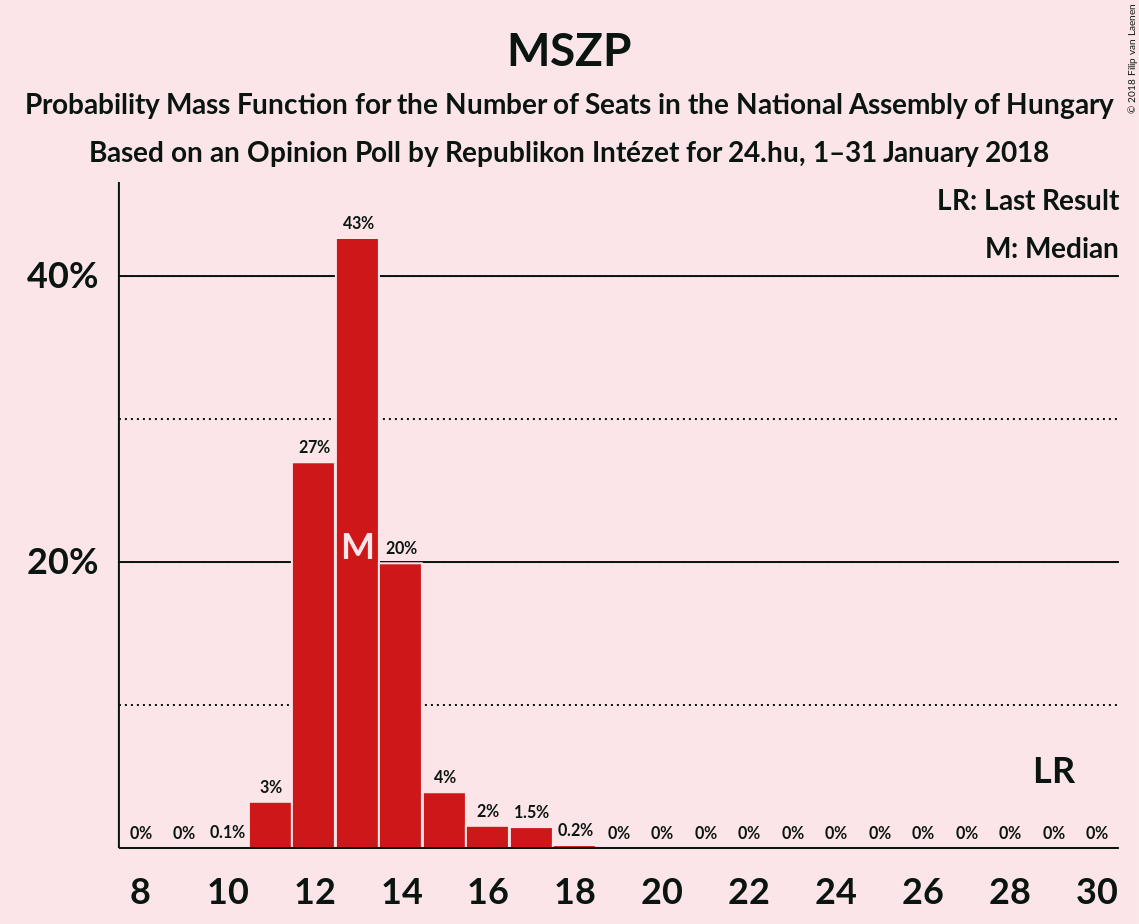 MSZP
Probability Mass Function for the Number of Seats in the National Assembly of Hungary
Based on an Opinion Poll by Republikon Intézet for 24.hu, 1–31 January 2018
© 2018 Filip van Laenen
LR: Last Result
M: Median
43%
40%
27%
M
20%
20%
LR
3%
4%
2%
1.5%
0% 0% 0.1% 0.2% 0% 0% 0% 0% 0% 0% 0% 0% 0% 0% 0% 0%
8 10 12 14 16 18 20 22 24 26 28 30